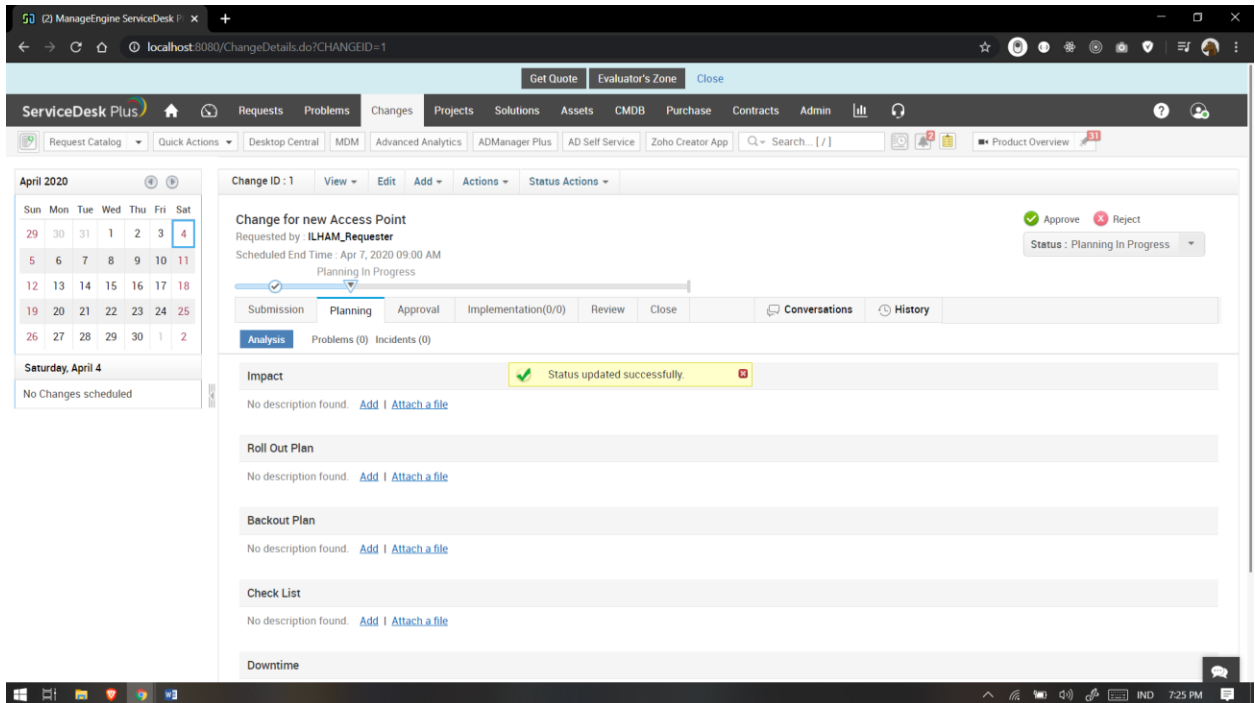 (2) ManageEngine ServiceDesk Pl
localhost:8080/ChangeDetails.do?CHANGEID=1
Get Quote Evaluator's Zone Close
ServiceDesk Plus Requests Problems Changes Projects Solutions Assets CMDB Purchase Contracts Admin
Request Catalog Quick Actions Desktop Central MDM Advanced Analytics ADManager Plus AD Self Service Zoho Creator App Search... [ / ] 2 Product Overview 31
April 2020
Sun Mon Tue Wed Thu Fri Sat
29 30 31 1 2 3 4
5 6 7 8 9 10 11
12 13 14 15 16 17 18
19 20 21 22 23 24 25
26 27 28 29 30 1 2
Saturday, April 4
No Changes scheduled
Change ID : 1 View Edit Add Actions Status Actions
Change for new Access Point
Requested by : ILHAM_Requester
Scheduled End Time : Apr 7, 2020 09:00 AM
Approve Reject
Status : Planning In Progress
Planning In Progress
Submission Planning Approval Implementation(0/0) Review Close Conversations History
Analysis Problems (0) Incidents (0)
Status updated successfully.
Impact
No description found. Add | Attach a file
Roll Out Plan
No description found. Add | Attach a file
Backout Plan
No description found. Add | Attach a file
Check List
No description found. Add | Attach a file
Downtime
IND 7:25 PM